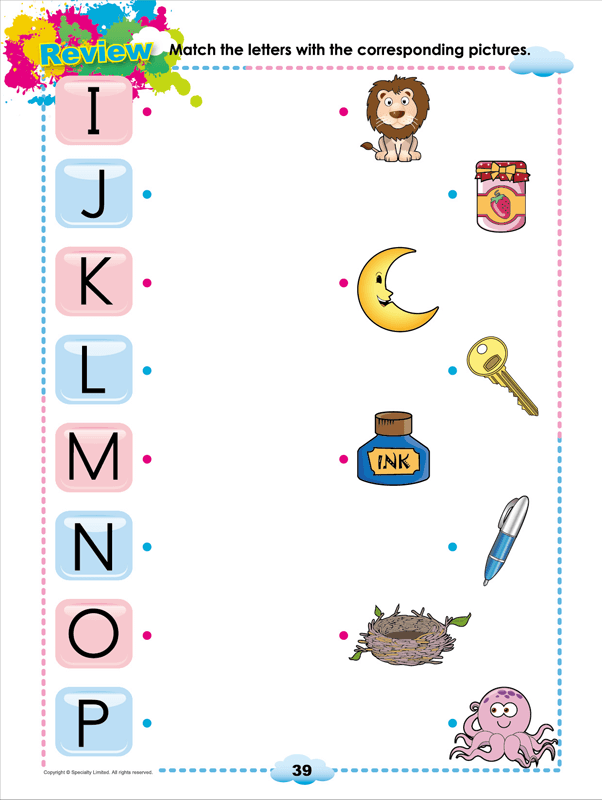 Review
Match the letters with the corresponding pictures.
I
J
K
L
M
INK
N
O
P
Copyright © Specialty Limited. All rights reserved.
39